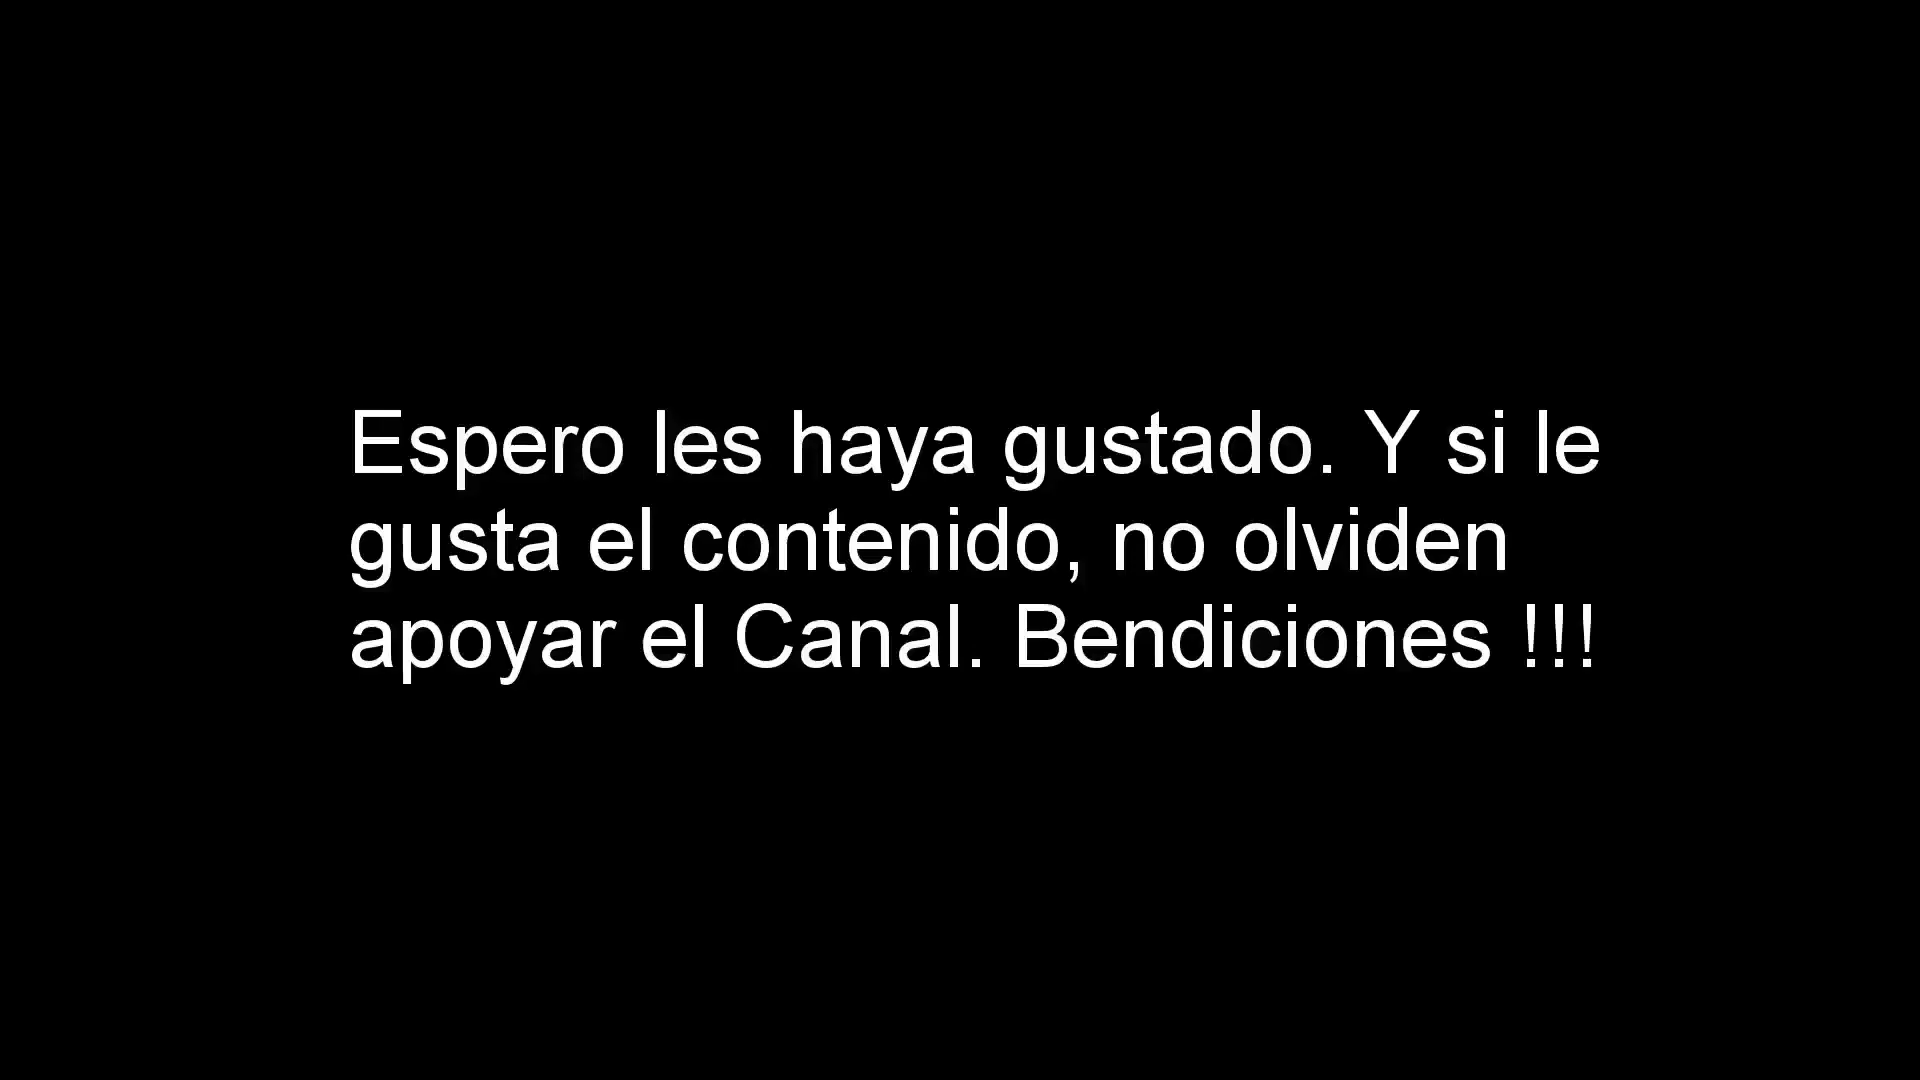 Espero les haya gustado. Y si le
gusta el contenido, no olviden
apoyar el Canal. Bendiciones !!!